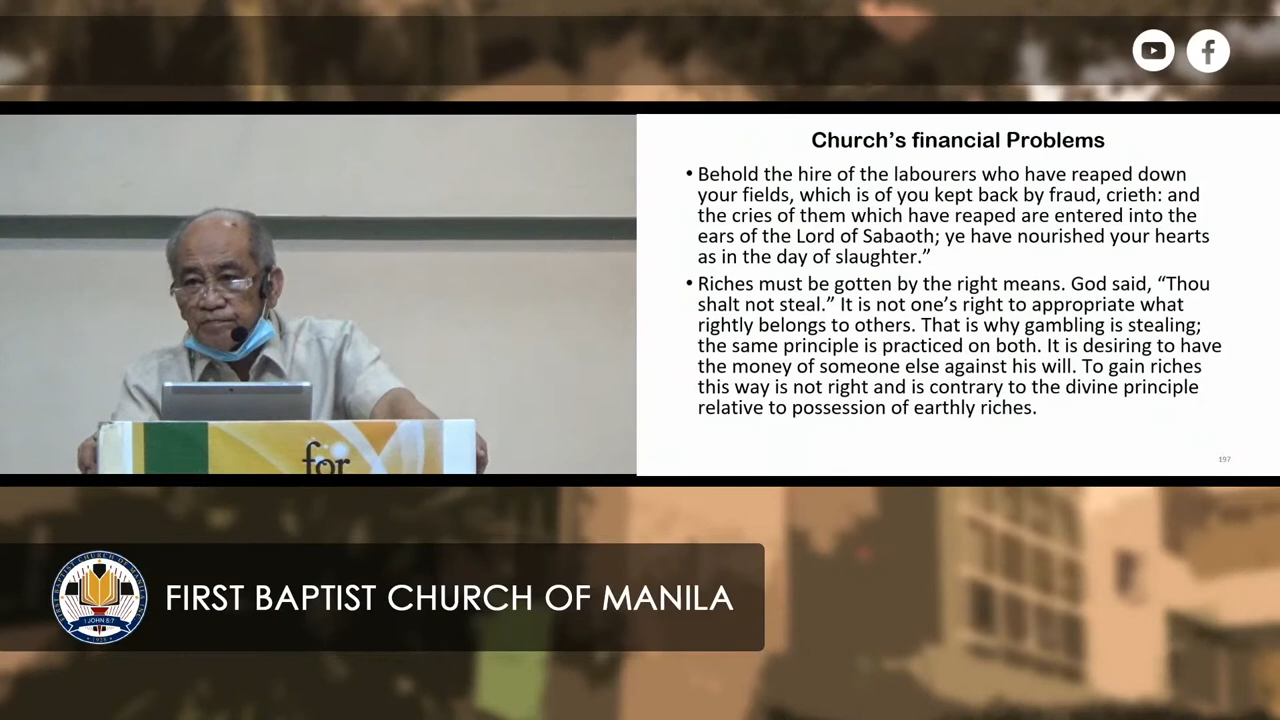 Church's financial Problems
• Behold the hire of the labourers who have reaped down
your fields, which is of you kept back by fraud, crieth: and
the cries of them which have reaped are entered into the
ears of the Lord of Sabaoth; ye have nourished your hearts
as in the day of slaughter.”
• Riches must be gotten by the right means. God said, “Thou
shalt not steal.” It is not one’s right to appropriate what
rightly belongs to others. That is why gambling is stealing;
the same principle is practiced on both. It is desiring to have
the money of someone else against his will. To gain riches
this way is not right and is contrary to the divine principle
relative to possession of earthly riches.
197
for
FIRST BAPTIST CHURCH OF MANILA